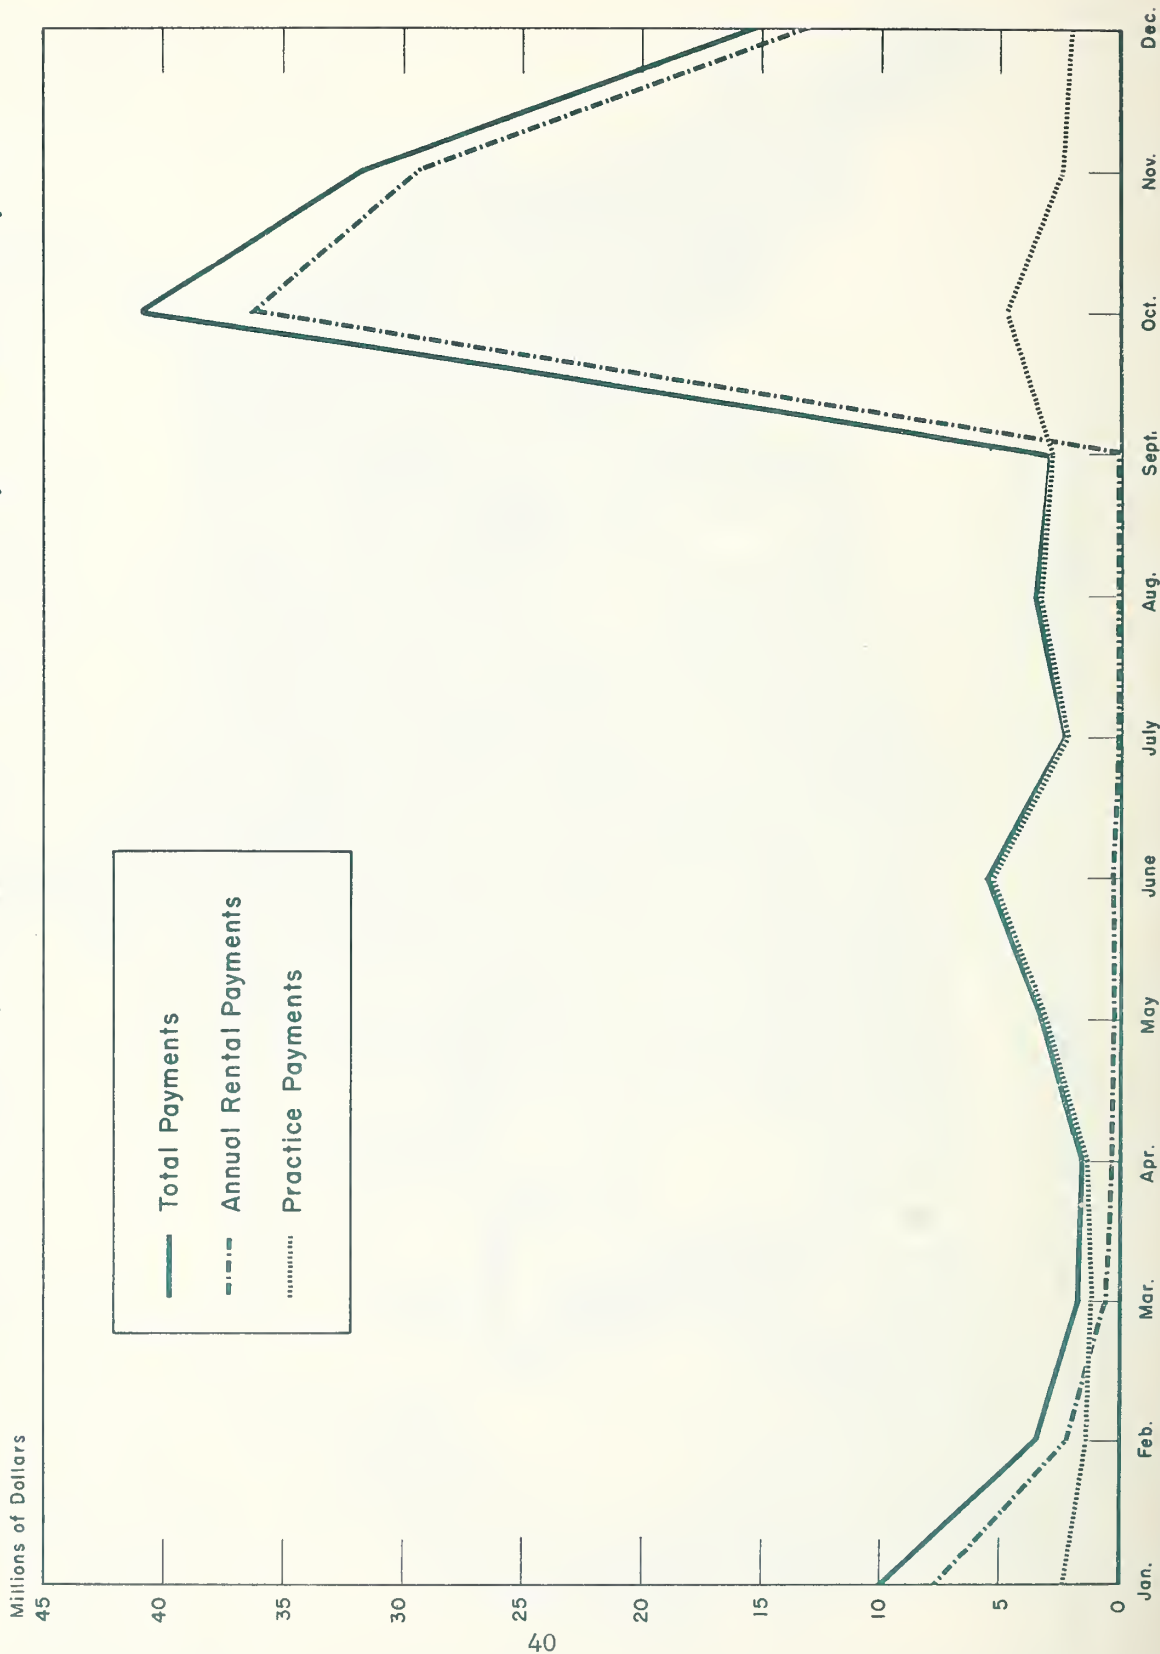 Millions of Dollars
45
40
35
30
25
20
15
10
5
0
Total Payments
Annual Rental Payments
Practice Payments
Jan.
Feb.
Mar.
Apr.
May
June
July
Aug.
Sept.
Oct.
Nov.
Dec.
40